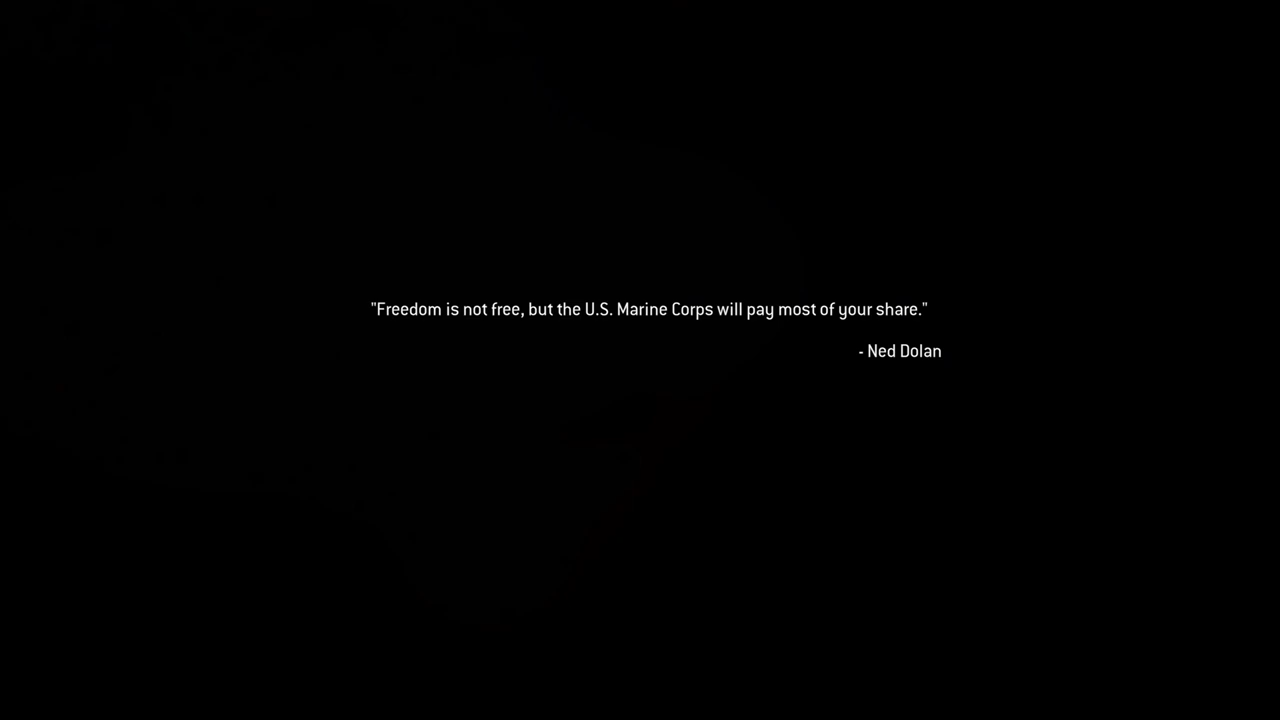 "Freedom is not free, but the U.S. Marine Corps will pay most of your share."
- Ned Dolan